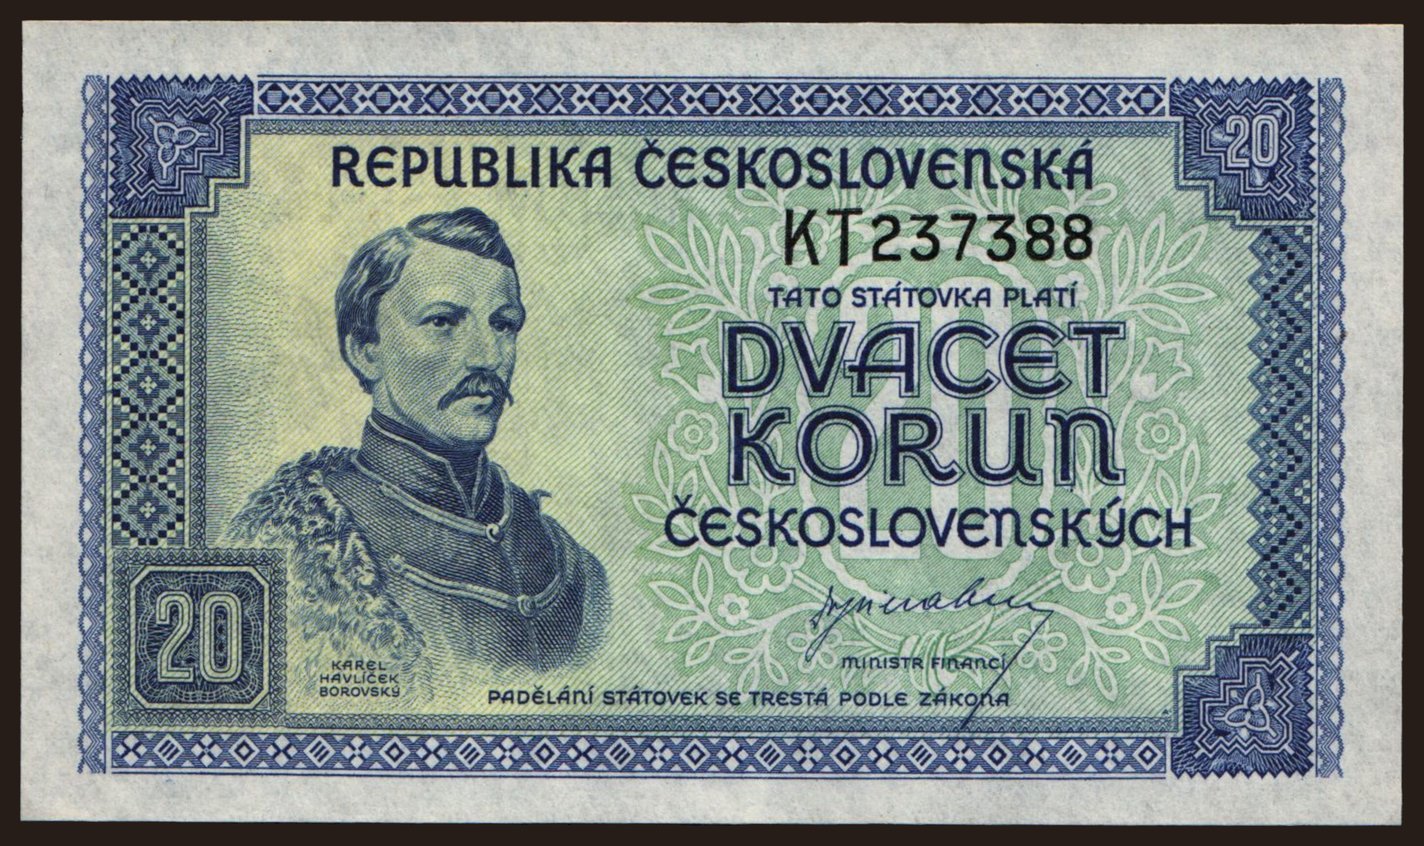 20
REPUBLIKA ČESKOSLOVENSKÁ
KT237388
TATO STÁTOVKA PLATÍ
DVACET
KORUN
ČESKOSLOVENSKÝCH
20
MINISTR FINANCÍ
20
KAREL
HAVLÍČEK
BOROVSKÝ
PADĚLÁNÍ STÁTOVEK SE TRESTÁ PODLE ZÁKONA